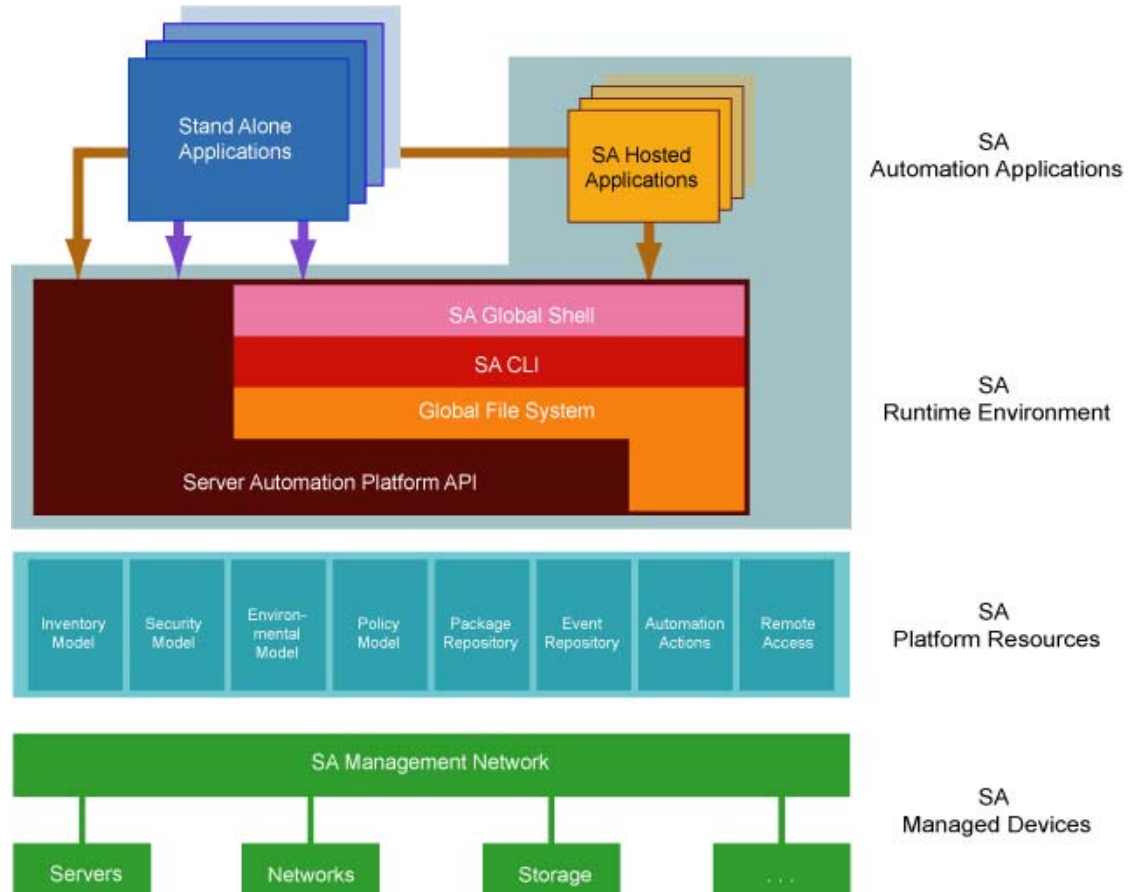 Stand Alone
Applications
SA Hosted
Applications
SA
Automation Applications
SA Global Shell
SA CLI
Global File System
Server Automation Platform API
SA
Runtime Environment
Inventory
Model
Security
Model
Environ-
mental
Model
Policy
Model
Package
Repository
Event
Repository
Automation
Actions
Remote
Access
SA
Platform Resources
SA Management Network
Servers
Networks
Storage
. . .
SA
Managed Devices